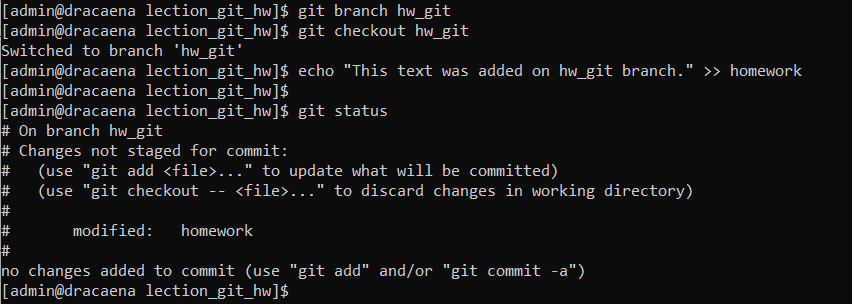 [admin@dracaena lection_git_hw]$ git branch hw_git
[admin@dracaena lection_git_hw]$ git checkout hw_git
Switched to branch 'hw_git'
[admin@dracaena lection_git_hw]$ echo "This text was added on hw_git branch." >> homework
[admin@dracaena lection_git_hw]$
[admin@dracaena lection_git_hw]$ git status
# On branch hw_git
# Changes not staged for commit:
#   (use "git add <file>..." to update what will be committed)
#   (use "git checkout -- <file>..." to discard changes in working directory)
#
#       modified:   homework
#
no changes added to commit (use "git add" and/or "git commit -a")
[admin@dracaena lection_git_hw]$